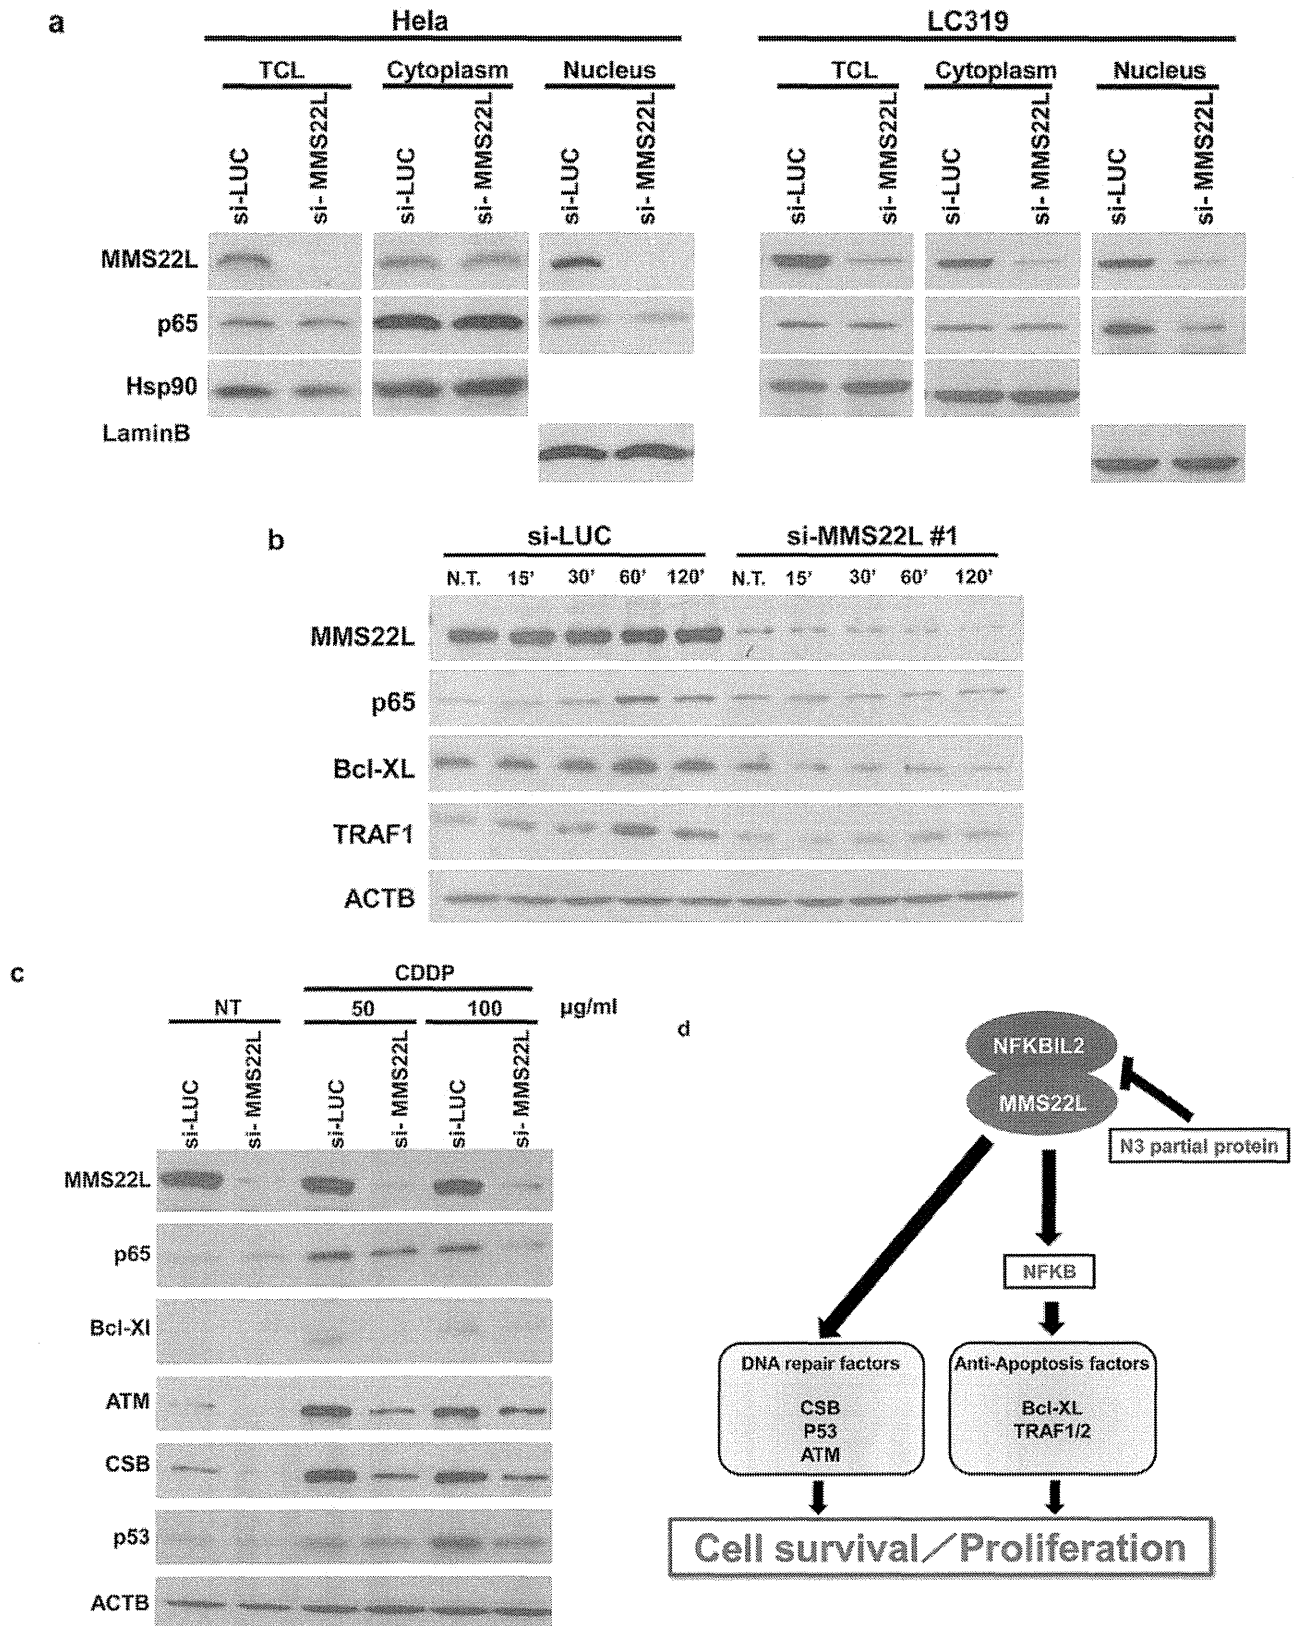 a
Hela
LC319
TCL Cytoplasm Nucleus
TCL Cytoplasm Nucleus
si-LUC
si- MMS22L
si-LUC
si- MMS22L
si-LUC
si- MMS22L
si-LUC
si- MMS22L
si-LUC
si- MMS22L
si-LUC
si- MMS22L
MMS22L
p65
Hsp90
LaminB
b
si-LUC
si-MMS22L #1
N.T. 15' 30' 60' 120' N.T. 15' 30' 60' 120'
MMS22L
p65
Bcl-XL
TRAF1
ACTB
c
CDDP
NT 50 100 µg/ml
si-LUC
si- MMS22L
si-LUC
si- MMS22L
si-LUC
si- MMS22L
MMS22L
p65
Bcl-Xl
ATM
CSB
p53
ACTB
d
NFKBIL2
MMS22L
N3 partial protein
NFKB
DNA repair factors
CSB
P53
ATM
Anti-Apoptosis factors
Bcl-XL
TRAF1/2
Cell survival/Proliferation